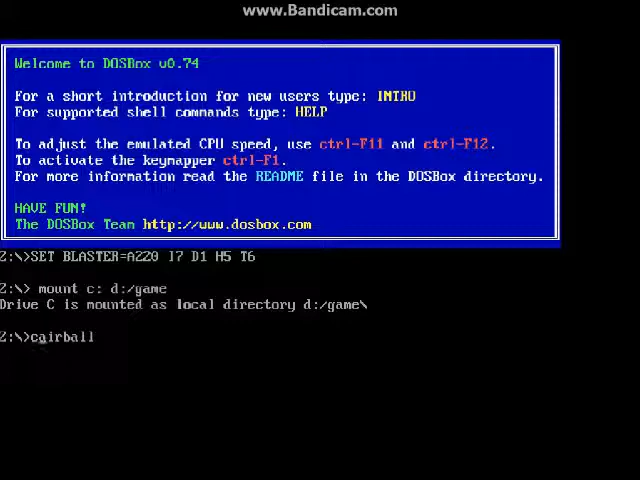 www.Bandicam.com
Welcome to DOSBox v0.74
For a short introduction for new users type: INTRO
For supported shell commands type: HELP
To adjust the emulated CPU speed, use ctrl-F11 and ctrl-F12.
To activate the keymapper ctrl-F1.
For more information read the README file in the DOSBox directory.
HAVE FUN!
The DOSBox Team http://www.dosbox.com
Z:\>SET BLASTER=A220 I7 D1 H5 T6
Z:\> mount c: d:/game
Drive C is mounted as local directory d:/game\
Z:\>cairball